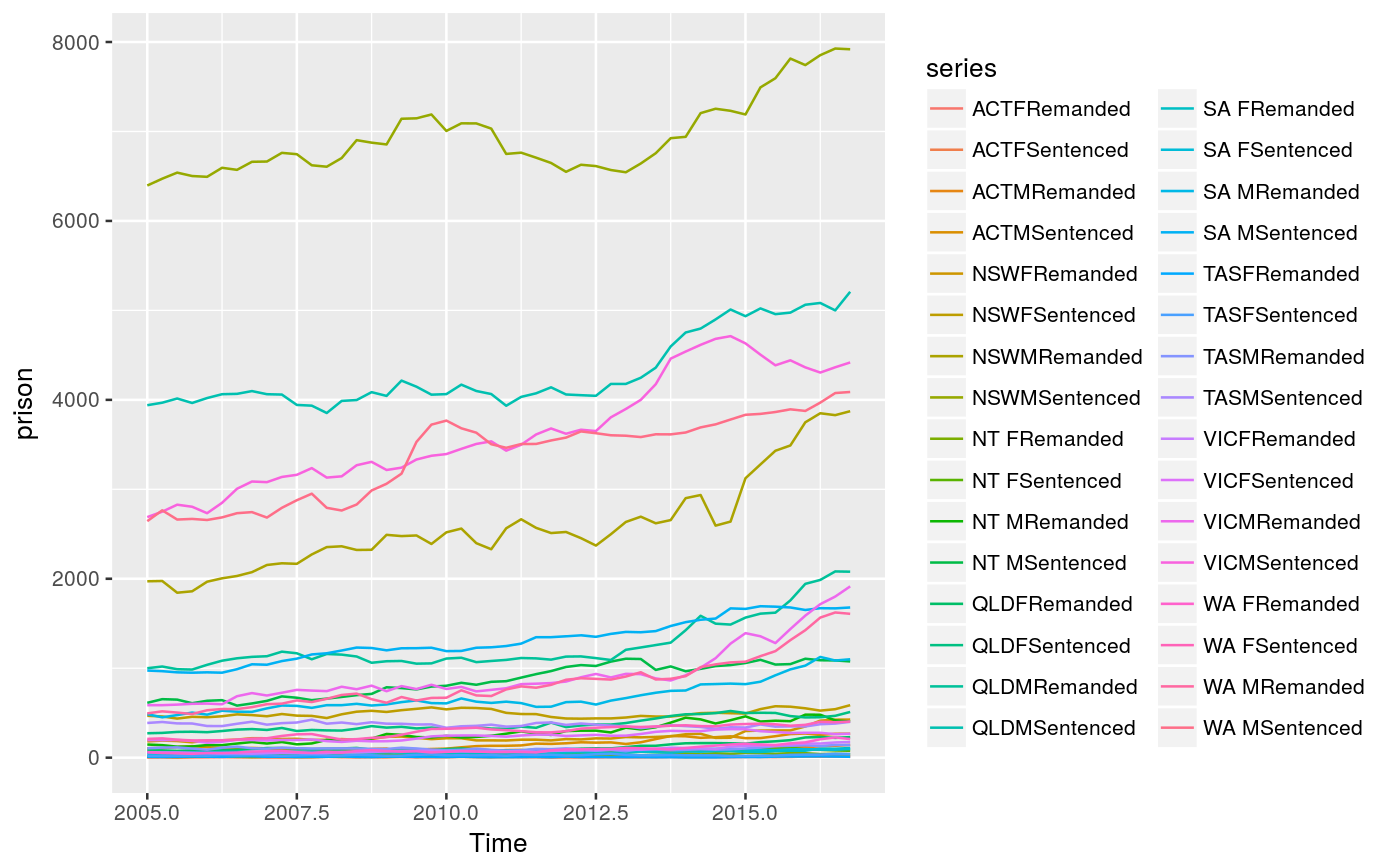 8000
6000
4000
2000
0
prison
2005.0
2007.5
2010.0
2012.5
2015.0
Time
series
ACTFRemanded
ACTFSentenced
ACTMRemanded
ACTMSentenced
NSWFRemanded
NSWFSentenced
NSWMRemanded
NSWMSentenced
NT FRemanded
NT FSentenced
NT MRemanded
NT MSentenced
QLDFRemanded
QLDFSentenced
QLDMRemanded
QLDMSentenced
SA FRemanded
SA FSentenced
SA MRemanded
SA MSentenced
TASFRemanded
TASFSentenced
TASMRemanded
TASMSentenced
VICFRemanded
VICFSentenced
VICMRemanded
VICMSentenced
WA FRemanded
WA FSentenced
WA MRemanded
WA MSentenced